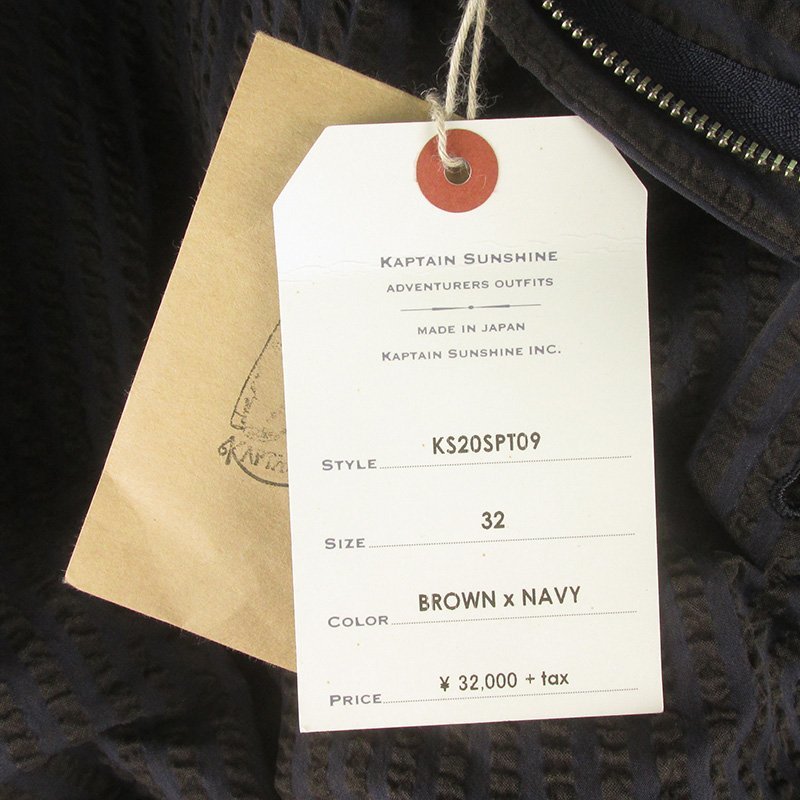 KAPTAIN SUNSHINE
ADVENTURERS OUTFITS
MADE IN JAPAN
KAPTAIN SUNSHINE INC.
STYLE KS20SPT09
SIZE 32
COLOR BROWN x NAVY
PRICE ¥ 32,000 + tax